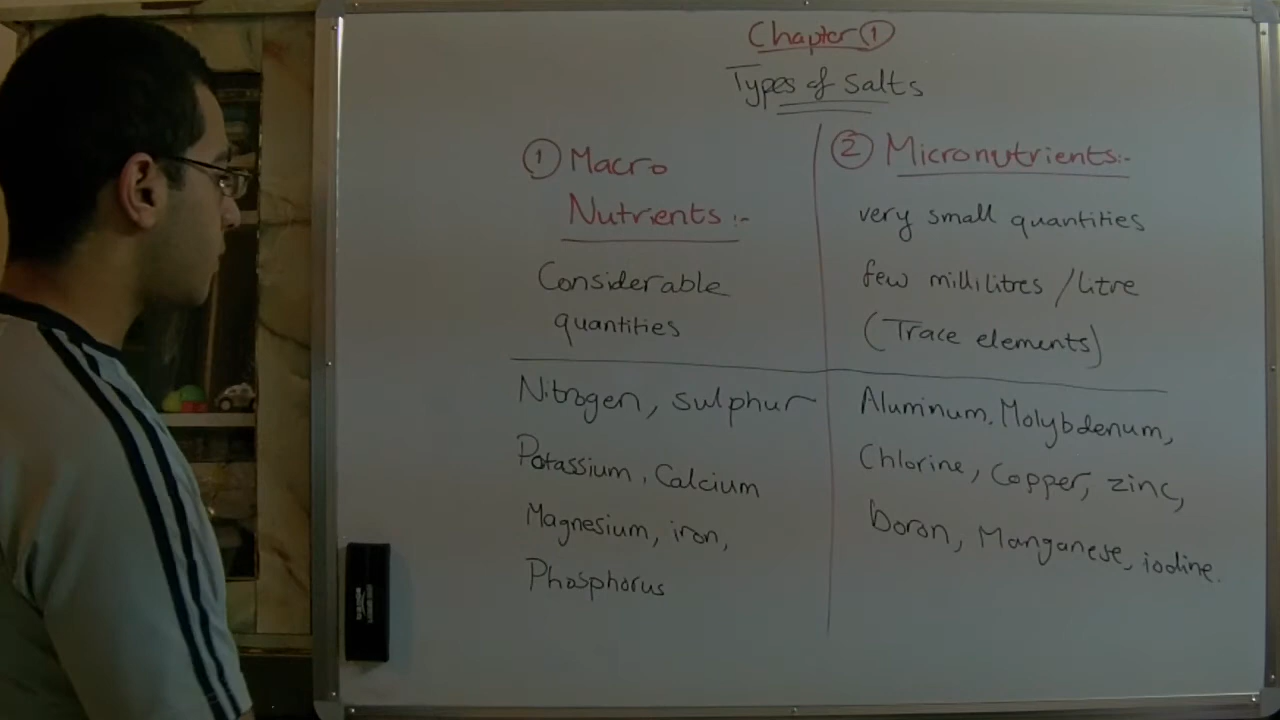 Chapter ①
Types of Salts
① Macro
Nutrients :-
Considerable
quantities
Nitrogen, sulphur
Potassium, Calcium
Magnesium, iron,
Phosphorus
② Micronutrients:-
very small quantities
few millilitres /litre
(Trace elements)
Aluminum, Molybdenum,
Chlorine, Copper, zinc,
boron, Manganese, iodine.